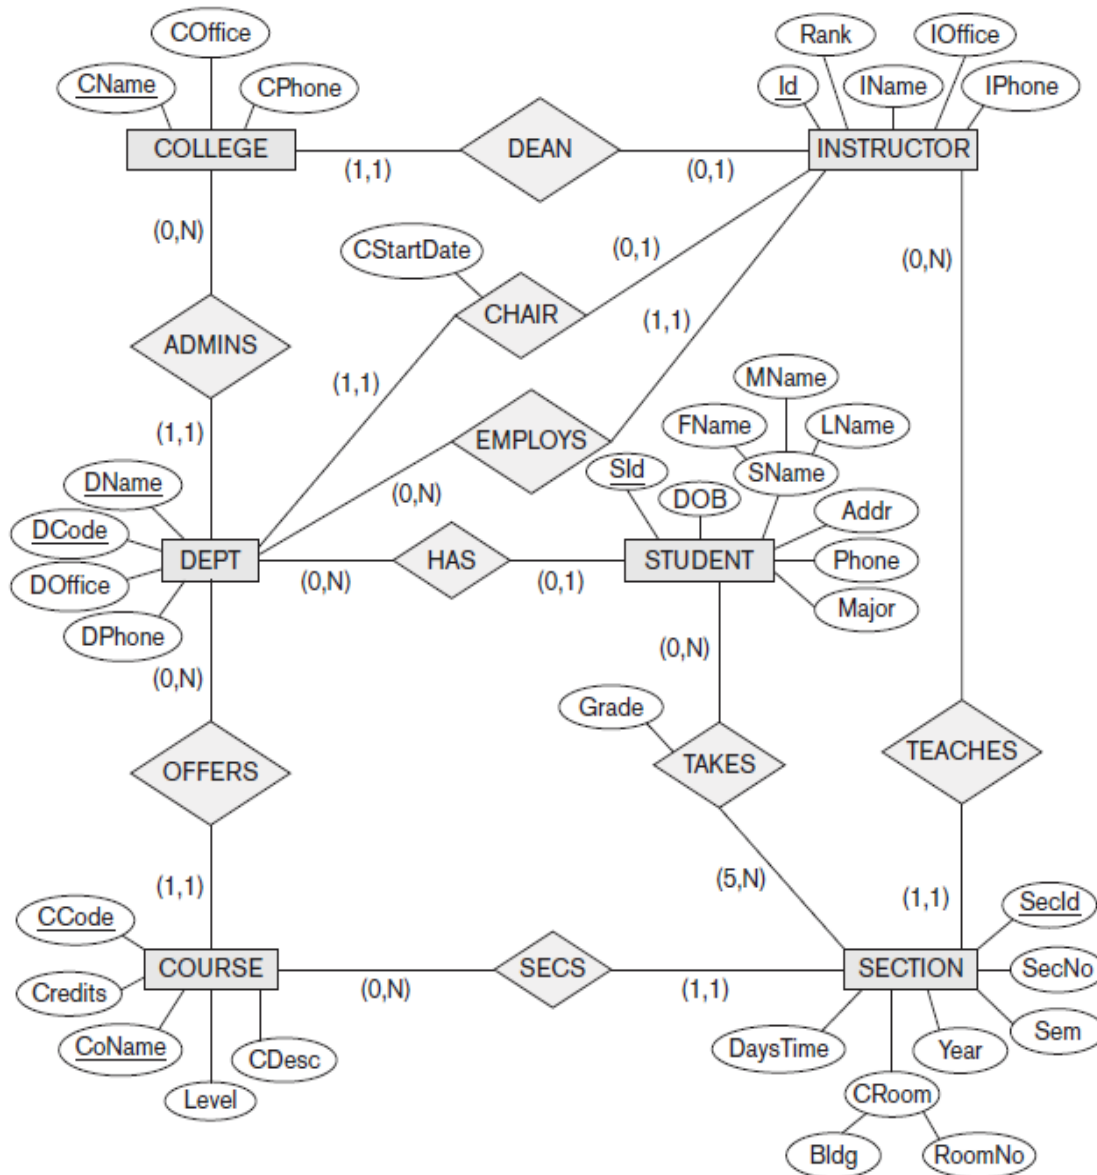 COffice
CName
CPhone
COLLEGE
(1,1)
DEAN
(0,1)
Rank
IOffice
Id
IName
IPhone
INSTRUCTOR
(0,N)
CStartDate
(0,1)
(0,N)
CHAIR
(1,1)
ADMINS
(1,1)
MName
(1,1)
FName
LName
EMPLOYS
SId
SName
(0,N)
DName
DOB
DCode
Addr
DEPT
(0,N)
HAS
(0,1)
STUDENT
Phone
DOffice
Major
DPhone
(0,N)
(0,N)
Grade
OFFERS
TAKES
TEACHES
(1,1)
(5,N)
(1,1)
CCode
SecId
COURSE
(0,N)
SECS
(1,1)
SECTION
SecNo
Credits
CoName
CDesc
Level
DaysTime
Year
Sem
CRoom
Bldg
RoomNo